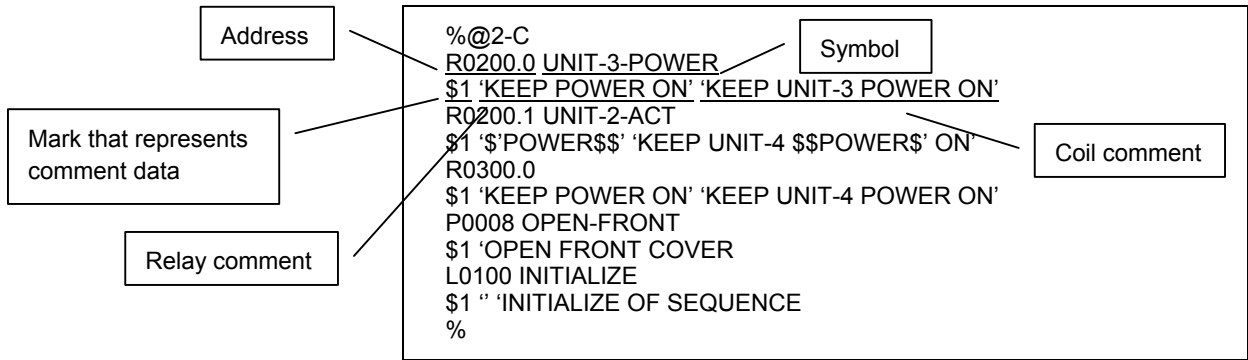 Address
Symbol
Mark that represents
comment data
Relay comment
Coil comment
%@2-C
R0200.0 UNIT-3-POWER
$1 ‘KEEP POWER ON’ ‘KEEP UNIT-3 POWER ON’
R0200.1 UNIT-2-ACT
$1 ‘$’POWER$$’ ‘KEEP UNIT-4 $$POWER$’ ON’
R0300.0
$1 ‘KEEP POWER ON’ ‘KEEP UNIT-4 POWER ON’
P0008 OPEN-FRONT
$1 ‘OPEN FRONT COVER
L0100 INITIALIZE
$1 ‘’ ‘INITIALIZE OF SEQUENCE
%